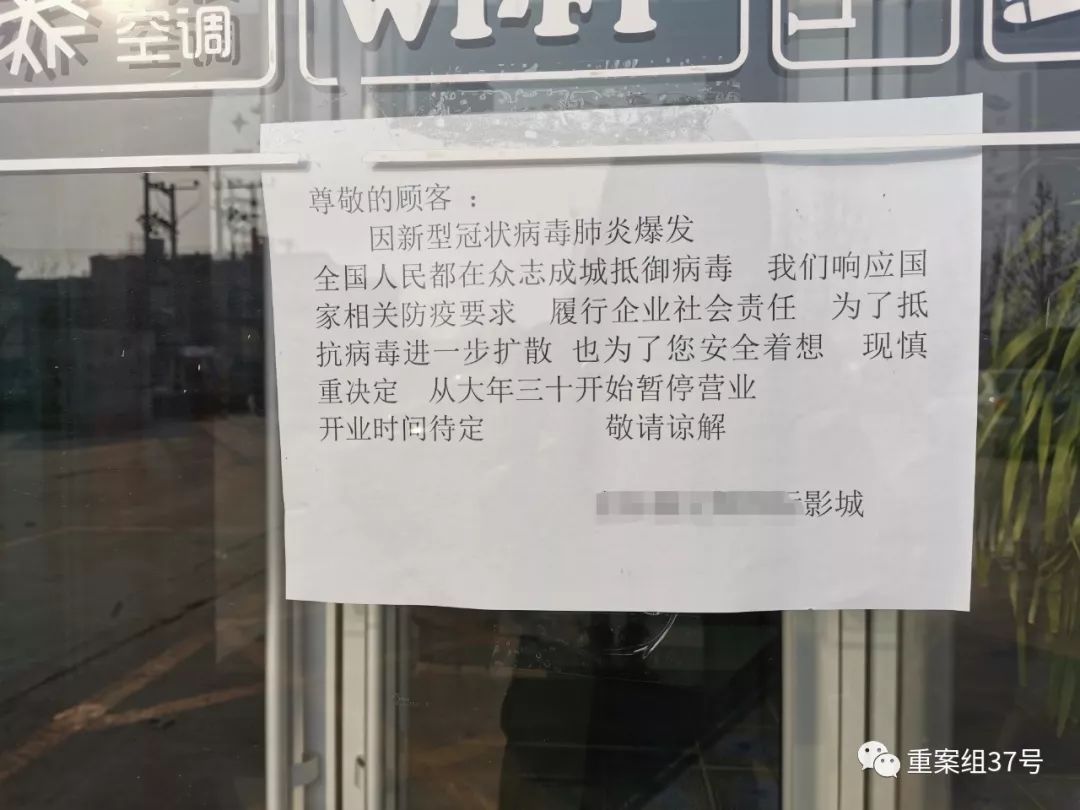 空调
Wi-Fi
尊敬的顾客 ：
因新型冠状病毒肺炎爆发
全国人民都在众志成城抵御病毒 我们响应国
家相关防疫要求 履行企业社会责任 为了抵
抗病毒进一步扩散 也为了您安全着想 现慎
重决定 从大年三十开始暂停营业
开业时间待定 敬请谅解
影城
重案组37号